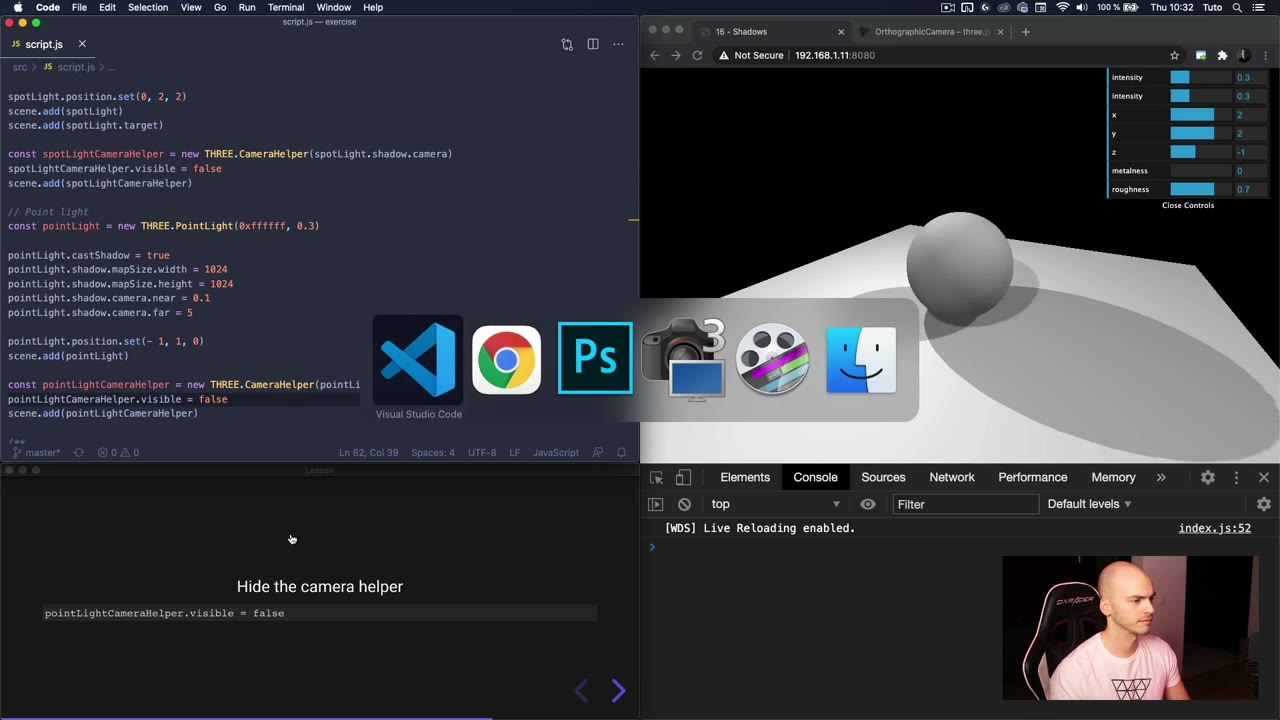 Code File Edit Selection View Go Run Terminal Window Help
100 % Thu 10:32 Tuto
script.js — exercise
JS script.js
src > JS script.js > ...
spotLight.position.set(0, 2, 2)
scene.add(spotLight)
scene.add(spotLight.target)
const spotLightCameraHelper = new THREE.CameraHelper(spotLight.shadow.camera)
spotLightCameraHelper.visible = false
scene.add(spotLightCameraHelper)
// Point light
const pointLight = new THREE.PointLight(0xffffff, 0.3)
pointLight.castShadow = true
pointLight.shadow.mapSize.width = 1024
pointLight.shadow.mapSize.height = 1024
pointLight.shadow.camera.near = 0.1
pointLight.shadow.camera.far = 5
pointLight.position.set(- 1, 1, 0)
scene.add(pointLight)
const pointLightCameraHelper = new THREE.CameraHelper(pointLi
pointLightCameraHelper.visible = false
scene.add(pointLightCameraHelper)
/**
master* 0 0 Ln 82, Col 39 Spaces: 4 UTF-8 LF JavaScript
Ps
3
Visual Studio Code
15 - Shadows
OrthographicCamera – three.js
Not Secure | 192.168.1.11:8080
intensity 0.3
intensity 0.3
x 2
y 2
z -1
metalness 0
roughness 0.7
Close Controls
Lesson
Hide the camera helper
pointLightCameraHelper.visible = false
Elements Console Sources Network Performance Memory »
top Filter Default levels
[WDS] Live Reloading enabled. index.js:52
DXRACER